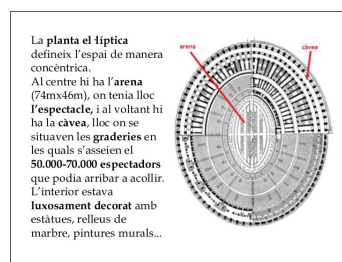 La planta el·líptica
defineix l'espai de manera
concèntrica.
Al centre hi ha l'arena
(74mx46m), on tenia lloc
l'espectacle, i al voltant hi
ha la càvea, lloc on se
situaven les graderies en
les quals s'asseien el
50.000-70.000 espectadors
que podia arribar a acollir.
L'interior estava
luxosament decorat amb
estàtues, relleus de
marbre, pintures murals...
arena
càvea